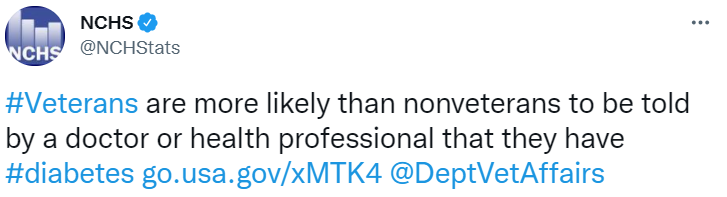 NCHS
NCHS
@NCHStats
#Veterans are more likely than nonveterans to be told
by a doctor or health professional that they have
#diabetes go.usa.gov/xMTK4 @DeptVetAffairs